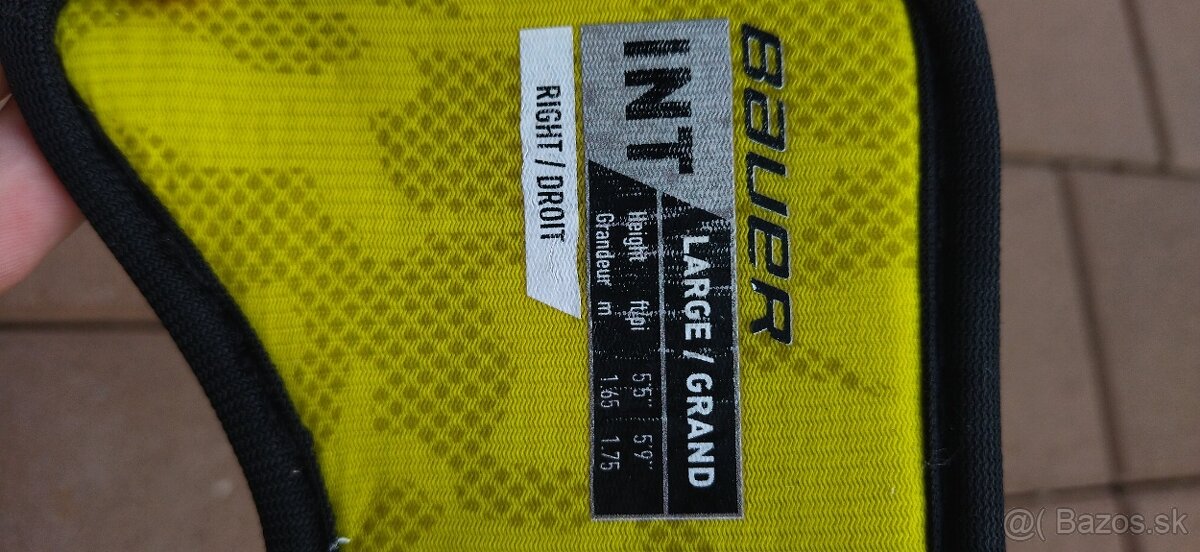 BAUER
INT
LARGE / GRAND
Height ft/pi 5'5'' 5'9''
Grandeur m 1.65 1.75
RIGHT / DROIT
@( Bazos.sk